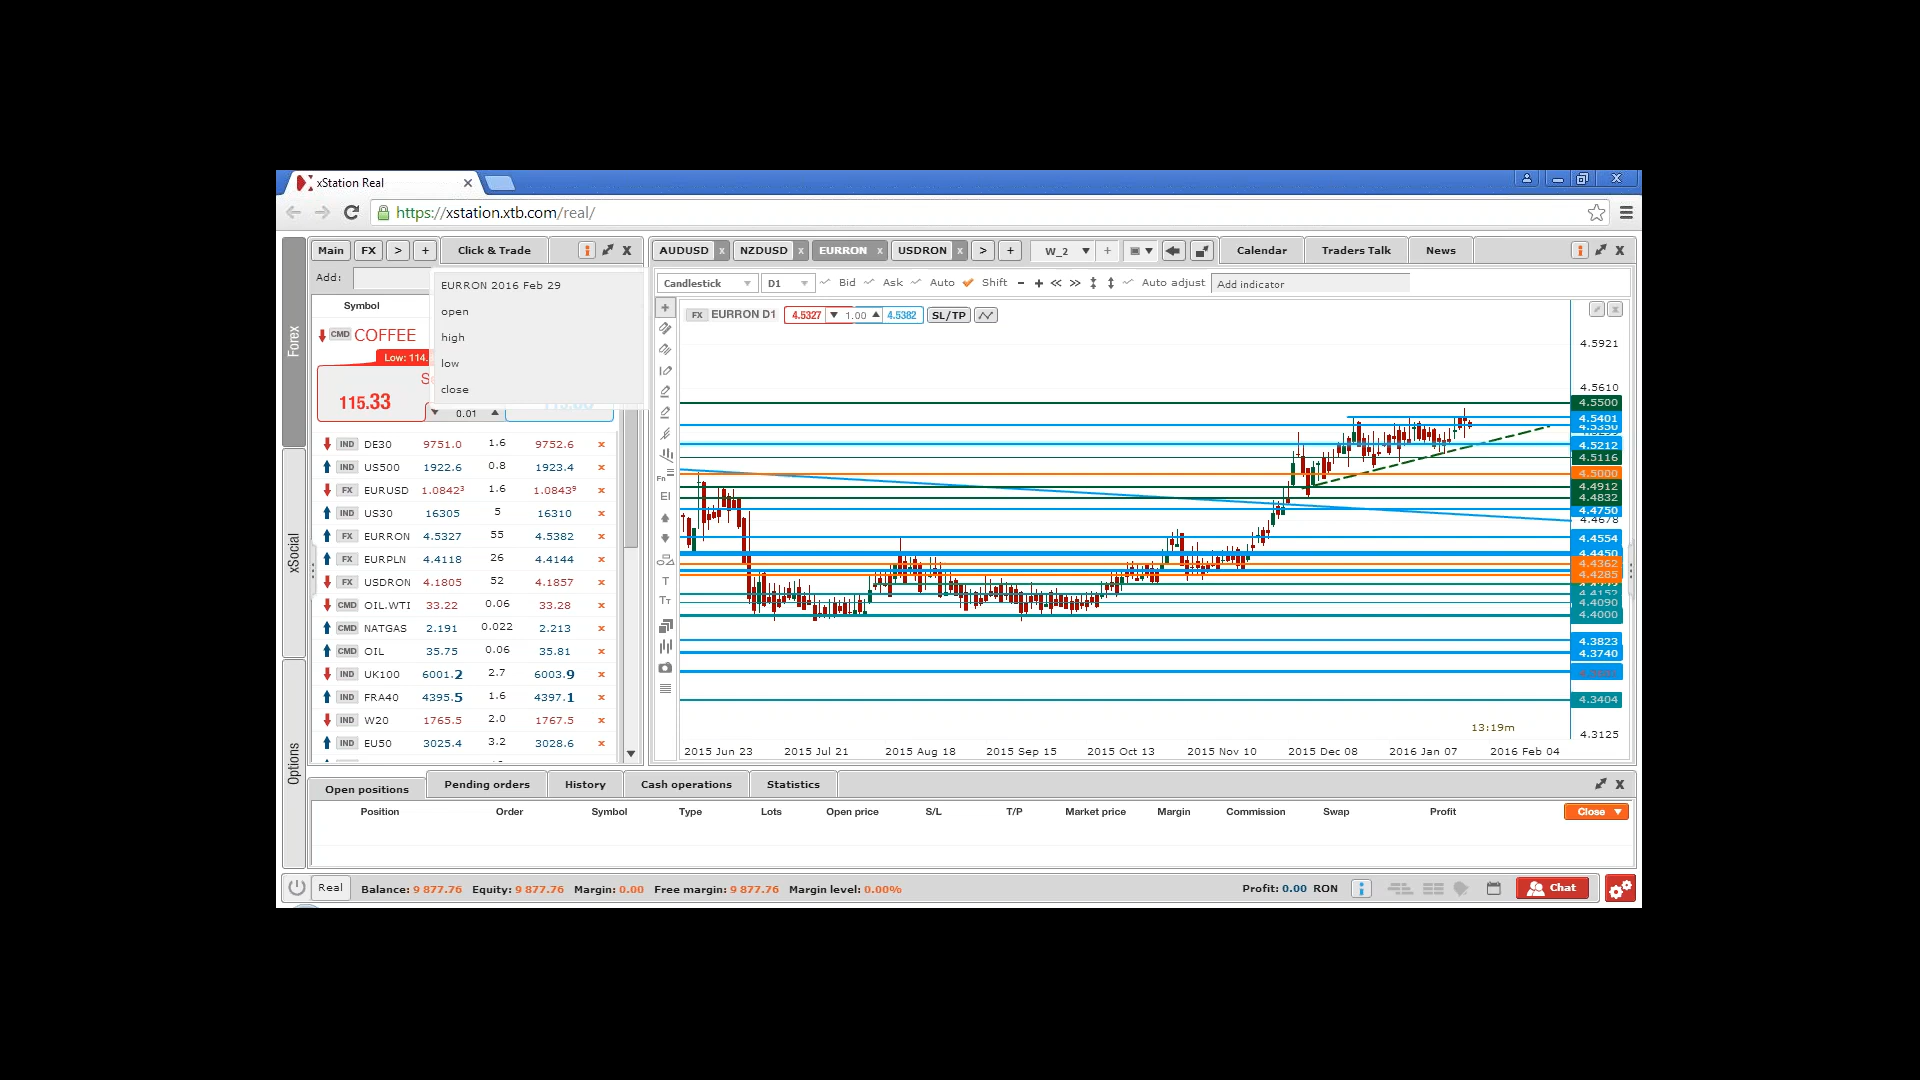 xStation Real
https://xstation.xtb.com/real/
Main FX > + Click & Trade
AUDUSD x NZDUSD x EURRON x USDRON x > + W_2 + Calendar Traders Talk News
Add:
EURRON 2016 Feb 29
open
high
low
close
Symbol
CMD COFFEE
Low: 114.
115.33
0.01
Candlestick D1 Bid Ask Auto Shift Auto adjust Add indicator
FX EURRON D1 4.5327 1.00 4.5382 SL/TP
Forex
xSocial
Options
IND DE30 9751.0 1.6 9752.6 x
IND US500 1922.6 0.8 1923.4 x
FX EURUSD 1.0842³ 1.6 1.0843⁹ x
IND US30 16305 5 16310 x
FX EURRON 4.5327 55 4.5382 x
FX EURPLN 4.4118 26 4.4144 x
FX USDRON 4.1805 52 4.1857 x
CMD OIL.WTI 33.22 0.06 33.28 x
CMD NATGAS 2.191 0.022 2.213 x
CMD OIL 35.75 0.06 35.81 x
IND UK100 6001.2 2.7 6003.9 x
IND FRA40 4395.5 1.6 4397.1 x
IND W20 1765.5 2.0 1767.5 x
IND EU50 3025.4 3.2 3028.6 x
Fn
EI
T
TT
4.5921
4.5610
4.5500
4.5401
4.5350
4.5212
4.5116
4.5000
4.4912
4.4832
4.4750
4.4678
4.4554
4.4450
4.4362
4.4285
4.4152
4.4090
4.4000
4.3823
4.3740
4.3404
4.3125
13:19m
2015 Jun 23 2015 Jul 21 2015 Aug 18 2015 Sep 15 2015 Oct 13 2015 Nov 10 2015 Dec 08 2016 Jan 07 2016 Feb 04
Open positions Pending orders History Cash operations Statistics
Position Order Symbol Type Lots Open price S/L T/P Market price Margin Commission Swap Profit Close
Real Balance: 9 877.76 Equity: 9 877.76 Margin: 0.00 Free margin: 9 877.76 Margin level: 0.00% Profit: 0.00 RON Chat